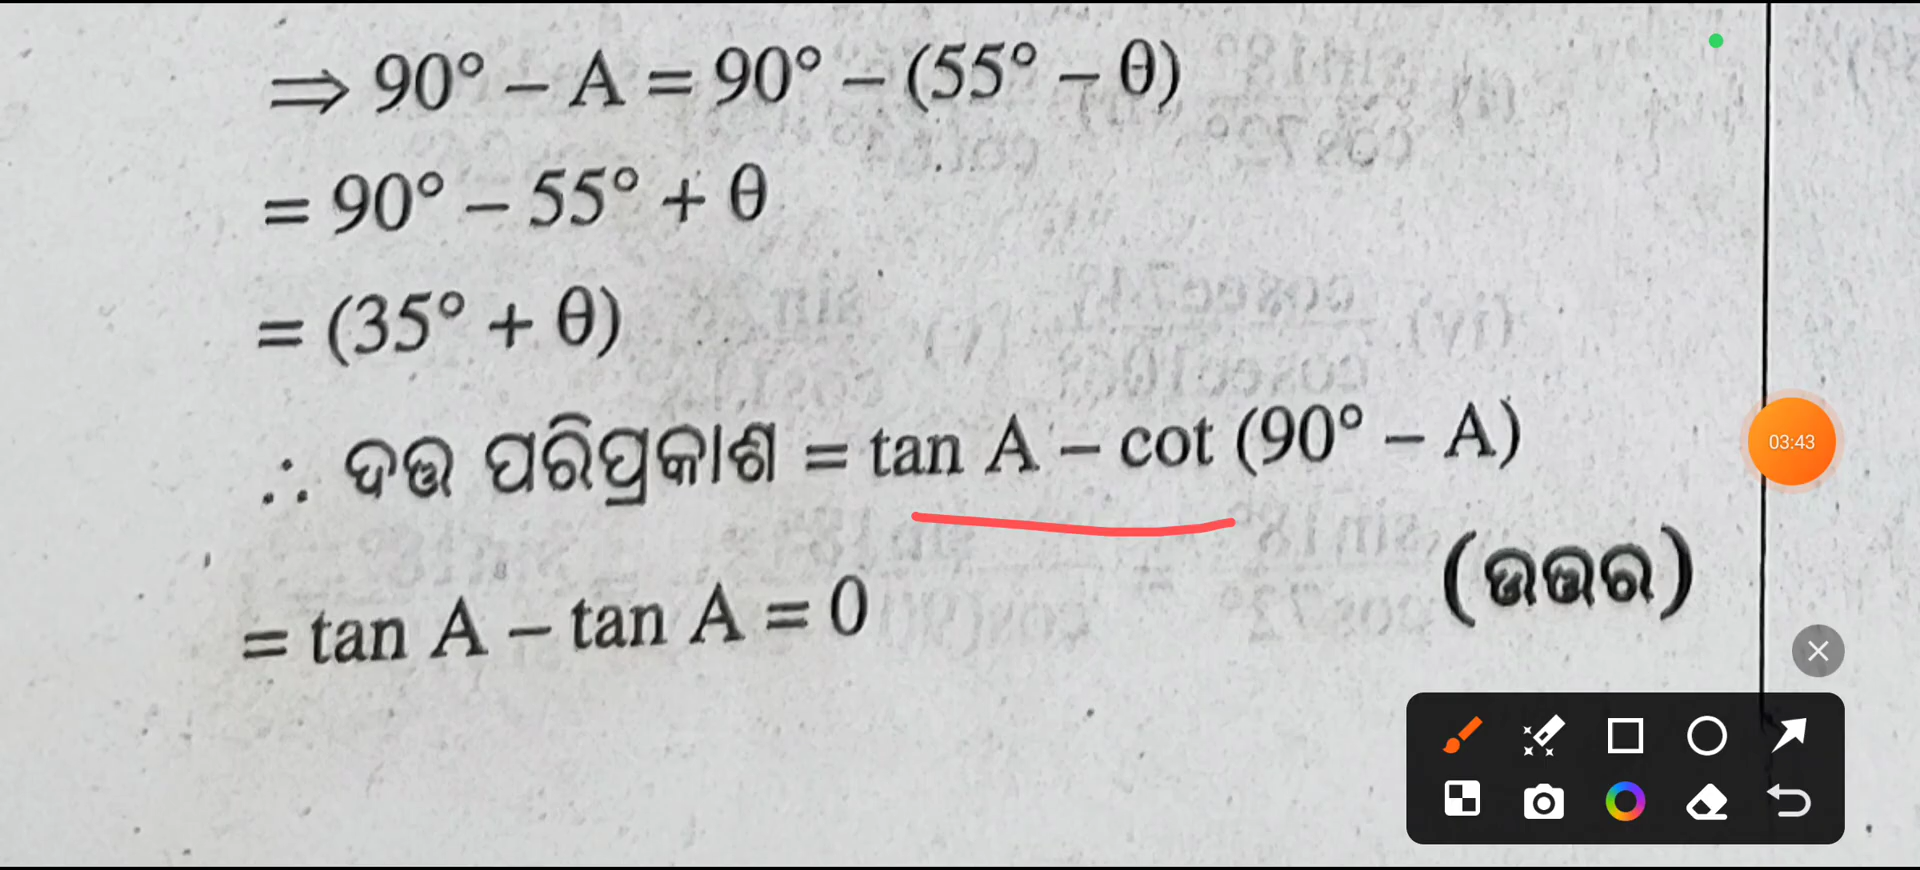 ⇒ 90° – A = 90° – (55° – θ)
= 90° – 55° + θ
= (35° + θ)
∴ ଦତ୍ତ ପରିପ୍ରକାଶ = tan A – cot (90° – A)
= tan A – tan A = 0
(ଉତ୍ତର)
03:43